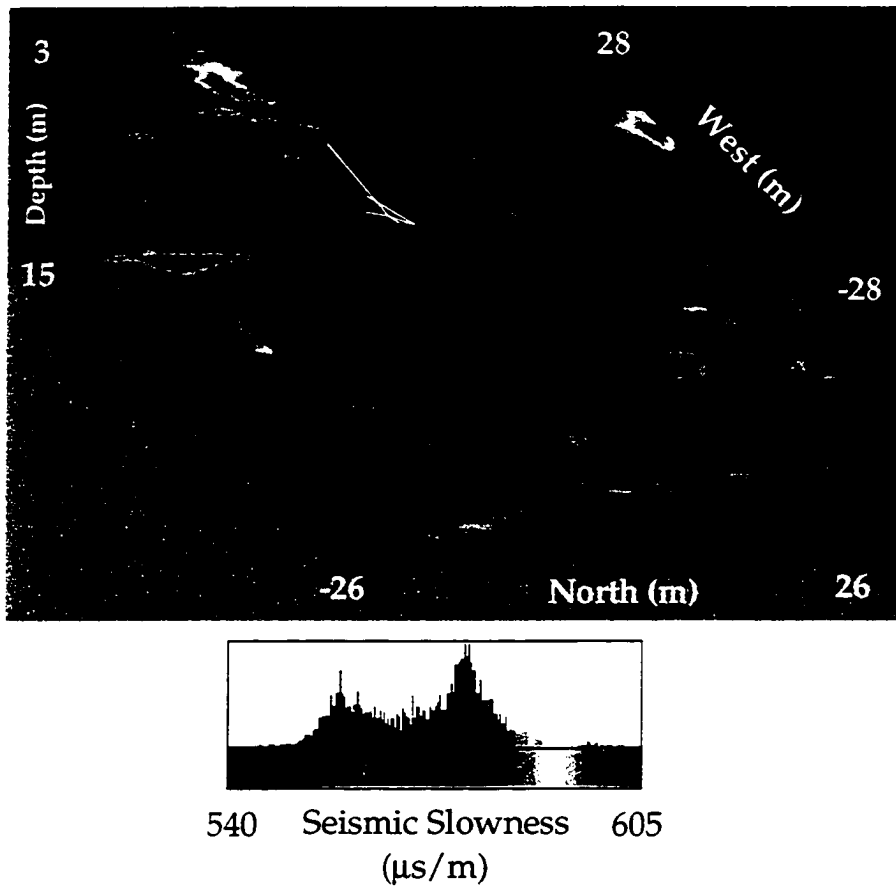 3
28
Depth (m)
West (m)
15
-28
-26
North (m)
26
540
Seismic Slowness
605
(μs/m)